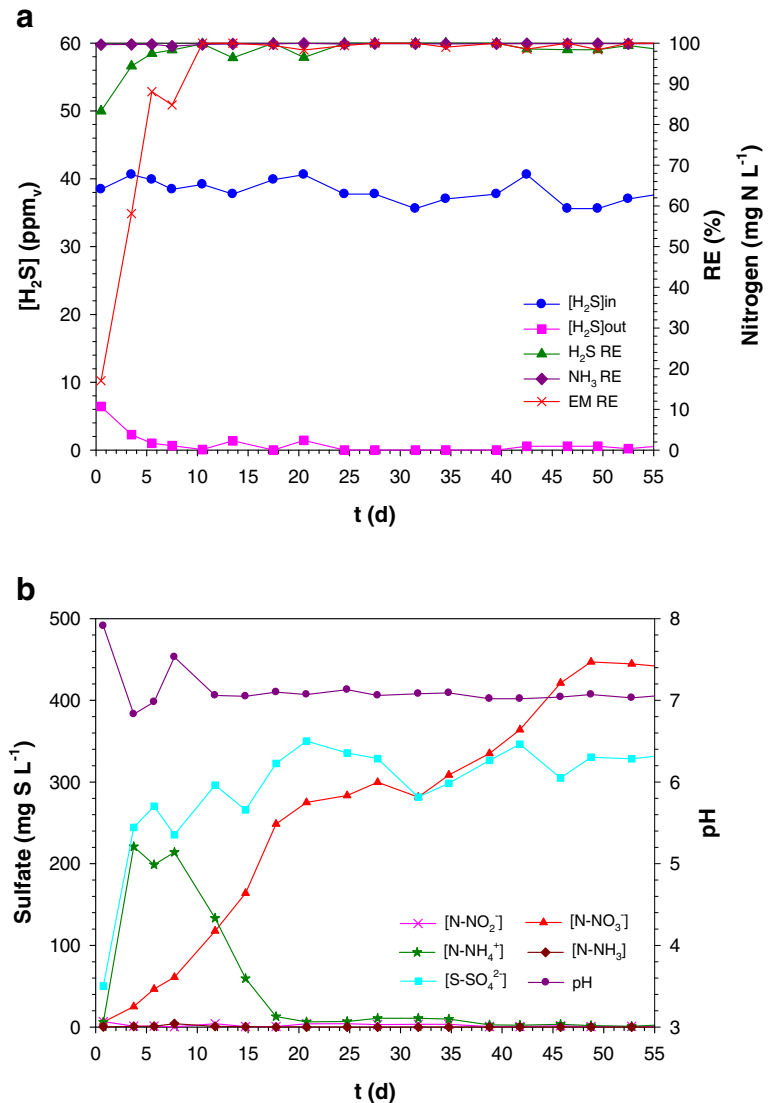 a
60
50
40
30
20
10
0
[H₂S] (ppmᵥ)
100
90
80
70
60
50
40
30
20
10
0
RE (%)
Nitrogen (mg N L⁻¹)
[H₂S]in
[H₂S]out
H₂S RE
NH₃ RE
EM RE
0 5 10 15 20 25 30 35 40 45 50 55
t (d)
b
500
400
300
200
100
0
Sulfate (mg S L⁻¹)
8
7
6
5
4
3
pH
[N-NO₂⁻] [N-NO₃⁻]
[N-NH₄⁺] [N-NH₃]
[S-SO₄²⁻] pH
0 5 10 15 20 25 30 35 40 45 50 55
t (d)